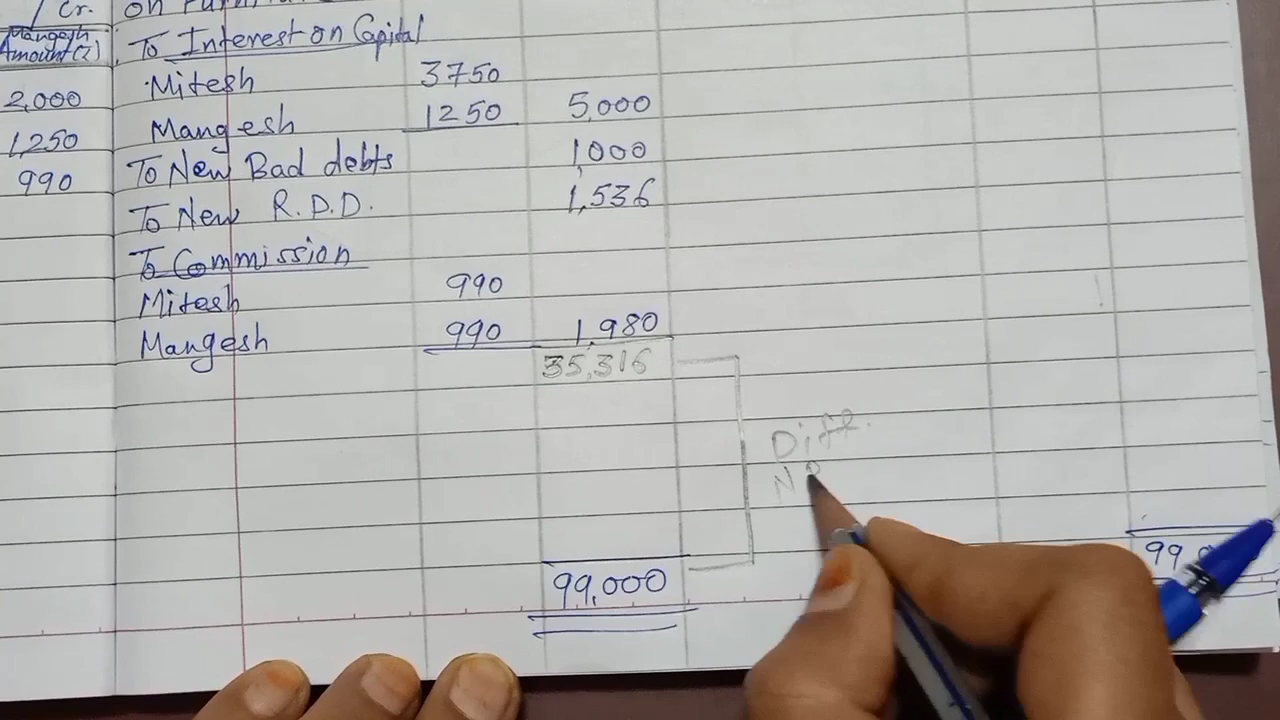 Cr. on
Mangesh
Amount(₹)
2,000
1,250
990
To Interest on Capital
Mitesh 3750
Mangesh 1250 5,000
To New Bad debts 1,000
To New R.D.D. 1,536
To Commission
Mitesh 990
Mangesh 990 1,980
35,316
Diff.
NP
99,000